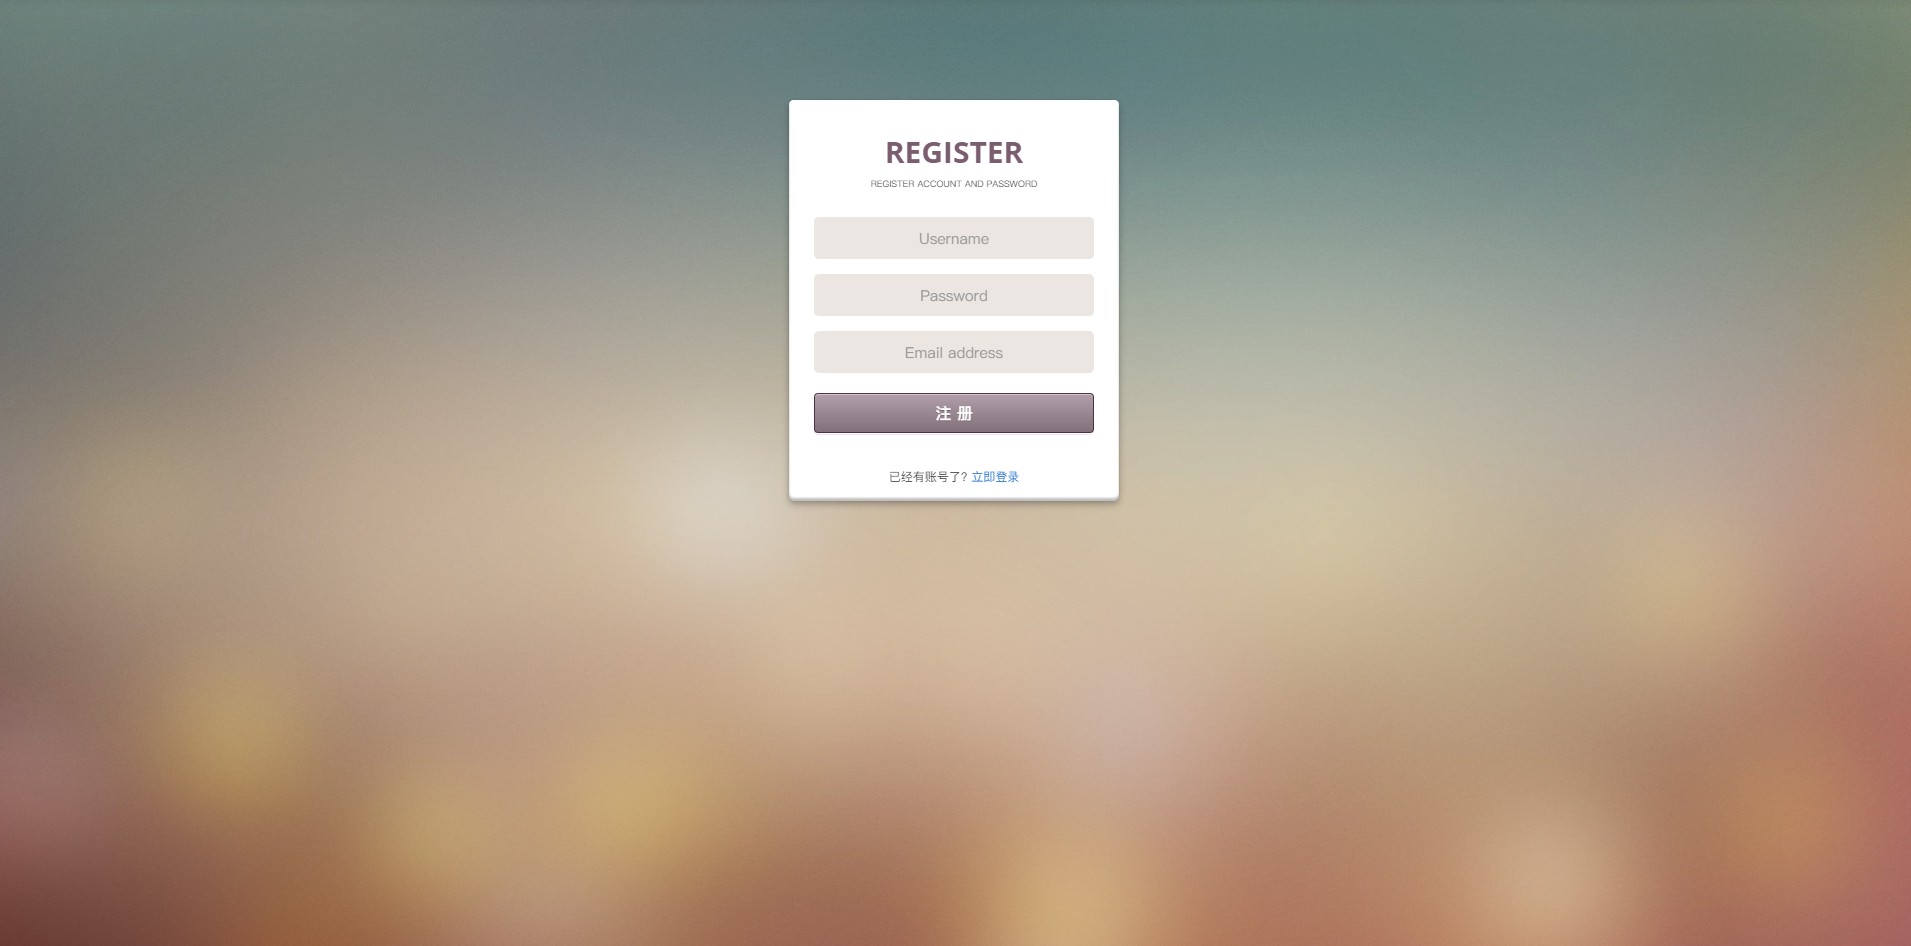 REGISTER
REGISTER ACCOUNT AND PASSWORD
Username
Password
Email address
注 册
已经有账号了? 立即登录